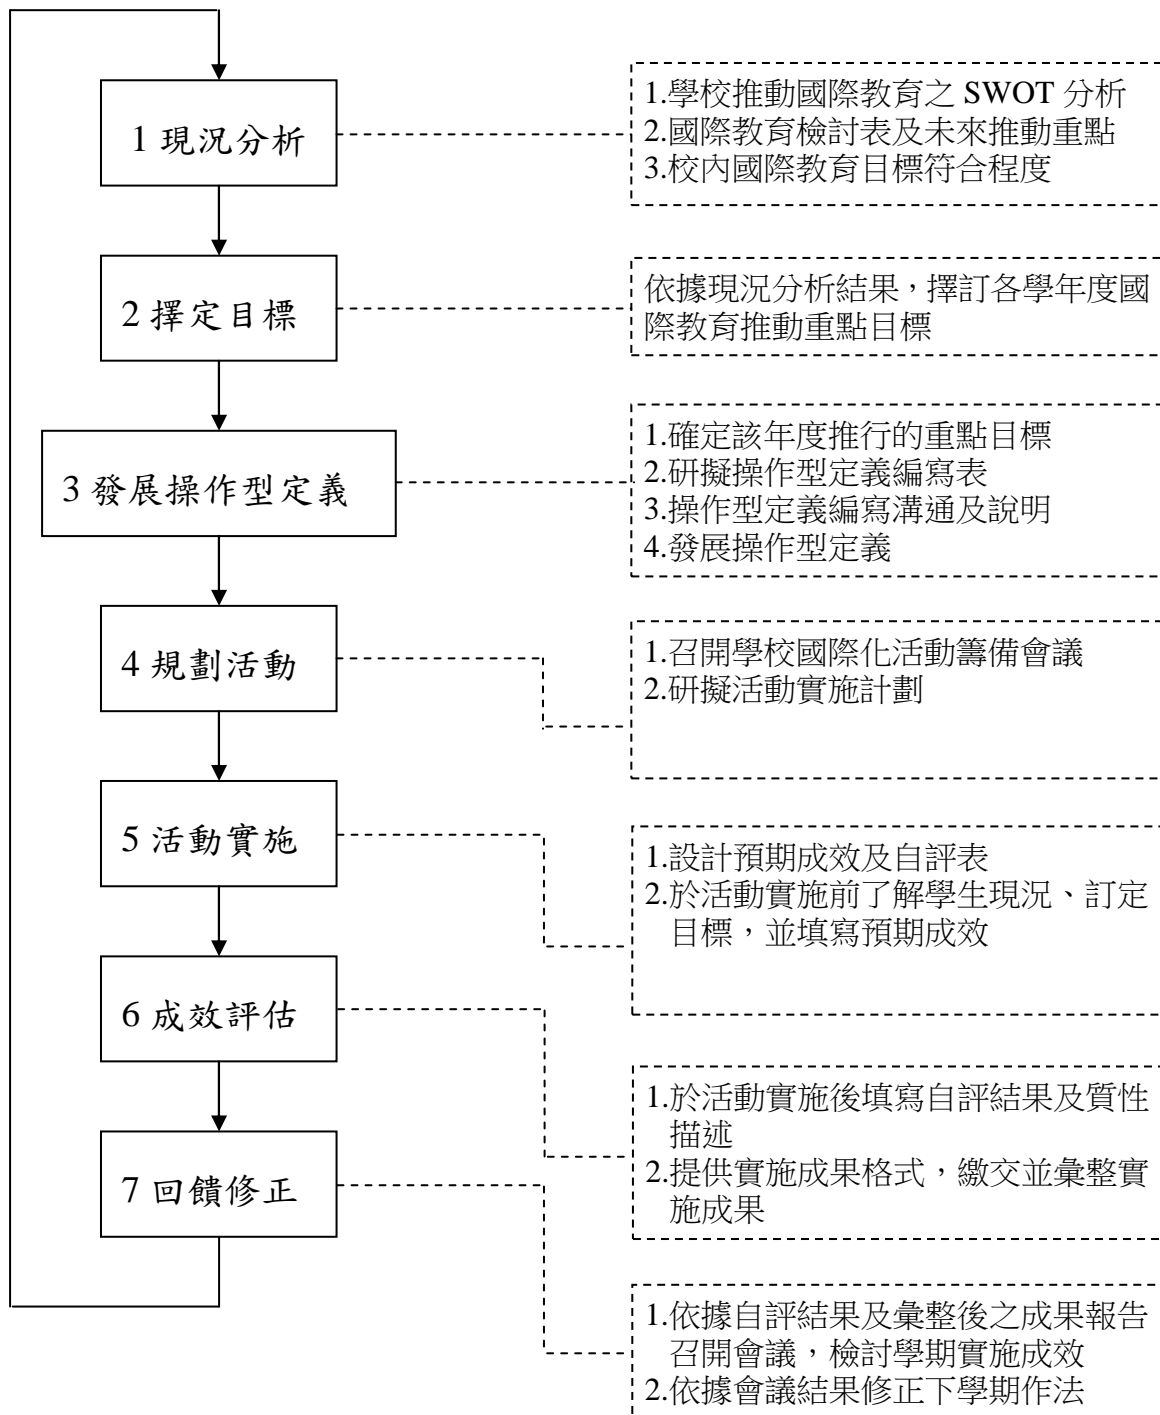 1 現況分析
1.學校推動國際教育之 SWOT 分析
2.國際教育檢討表及未來推動重點
3.校內國際教育目標符合程度
2 擇定目標
依據現況分析結果，擇訂各學年度國
際教育推動重點目標
3 發展操作型定義
1.確定該年度推行的重點目標
2.研擬操作型定義編寫表
3.操作型定義編寫溝通及說明
4.發展操作型定義
4 規劃活動
1.召開學校國際化活動籌備會議
2.研擬活動實施計劃
5 活動實施
1.設計預期成效及自評表
2.於活動實施前了解學生現況、訂定
目標，並填寫預期成效
6 成效評估
1.於活動實施後填寫自評結果及質性
描述
2.提供實施成果格式，繳交並彙整實
施成果
7 回饋修正
1.依據自評結果及彙整後之成果報告
召開會議，檢討學期實施成效
2.依據會議結果修正下學期作法